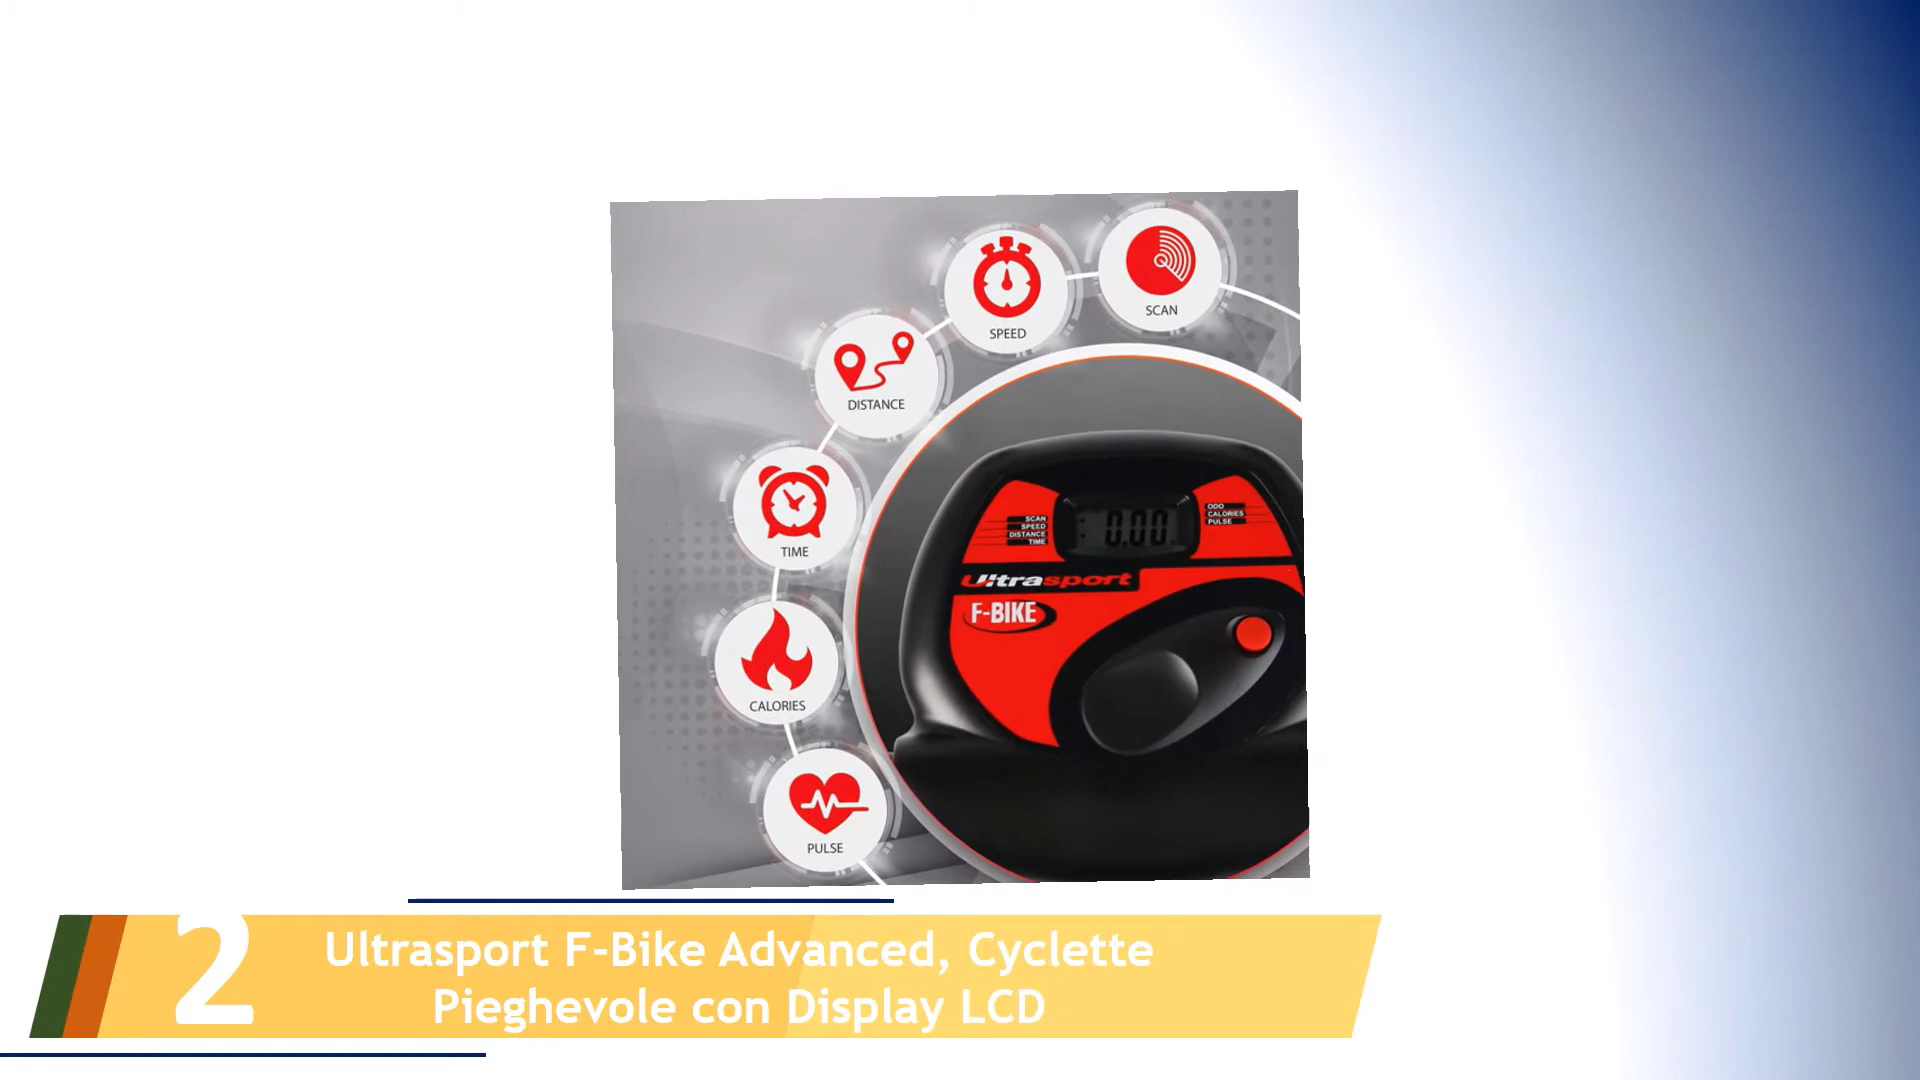 SCAN
SPEED
DISTANCE
TIME
CALORIES
PULSE
SCAN
SPEED
DISTANCE
TIME
0.00
ODO
CALORIES
PULSE
Ultrasport
F-BIKE
2
Ultrasport F-Bike Advanced, Cyclette
Pieghevole con Display LCD